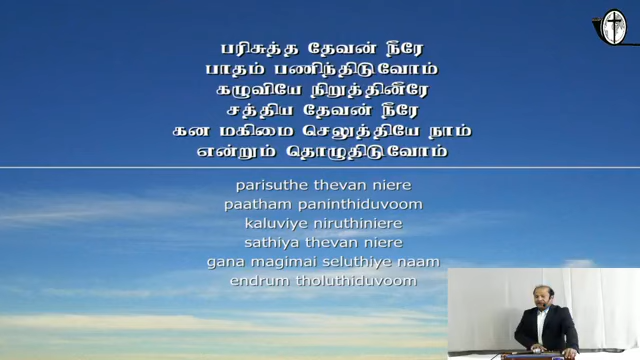 பரிசுத்த தேவன் நீரே
பாதம் பணிந்திடுவோம்
கழுவியே நிறுத்தினீரே
சத்திய தேவன் நீரே
கன மகிமை செலுத்தியே நாம்
என்றும் தொழுதிடுவோம்
parisuthe thevan niere
paatham paninthiduvoom
kaluviye niruthiniere
sathiya thevan niere
gana magimai seluthiye naam
endrum tholuthiduvoom